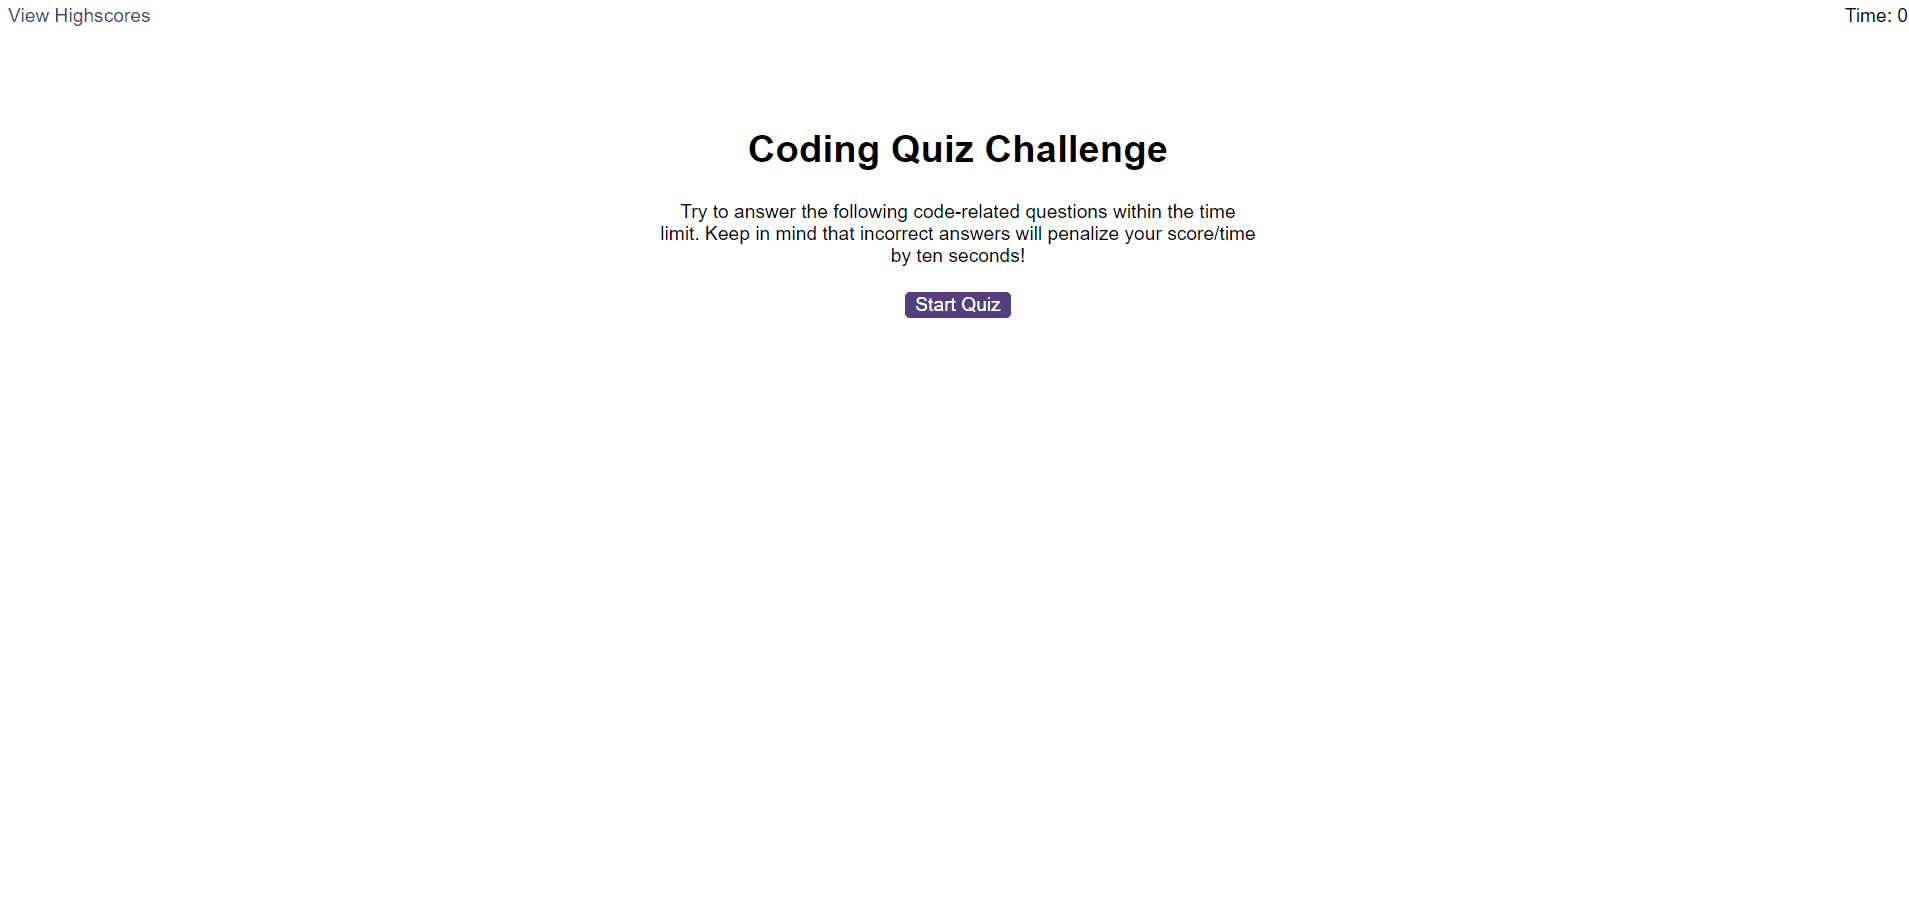 View Highscores
Time: 0
Coding Quiz Challenge
Try to answer the following code-related questions within the time
limit. Keep in mind that incorrect answers will penalize your score/time
by ten seconds!
Start Quiz